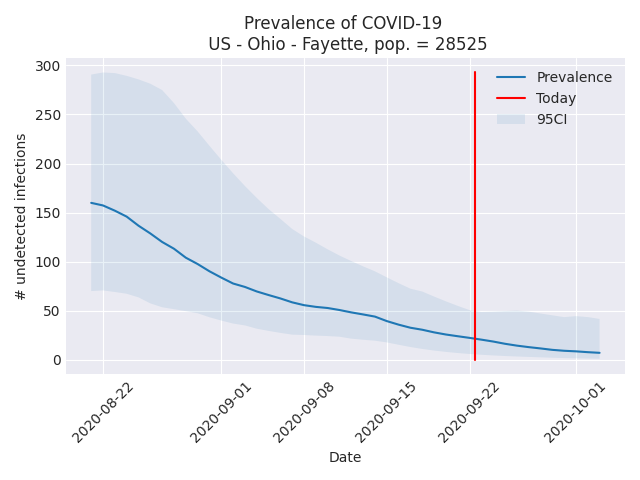 Prevalence of COVID-19
US - Ohio - Fayette, pop. = 28525
Prevalence
Today
95CI
# undetected infections
300
250
200
150
100
50
0
2020-08-22
2020-09-01
2020-09-08
2020-09-15
2020-09-22
2020-10-01
Date